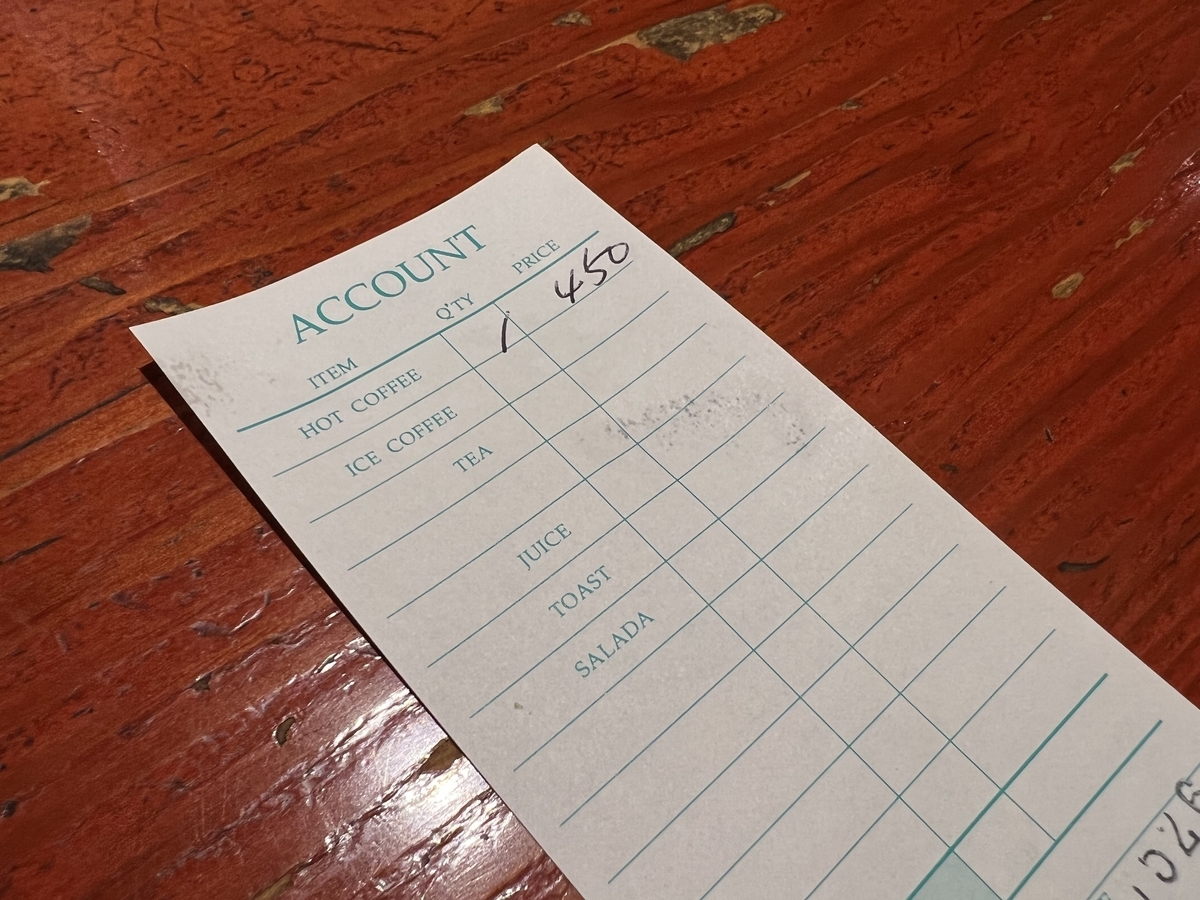 ACCOUNT
ITEM Q'TY PRICE
HOT COFFEE 1 450
ICE COFFEE
TEA
JUICE
TOAST
SALADA